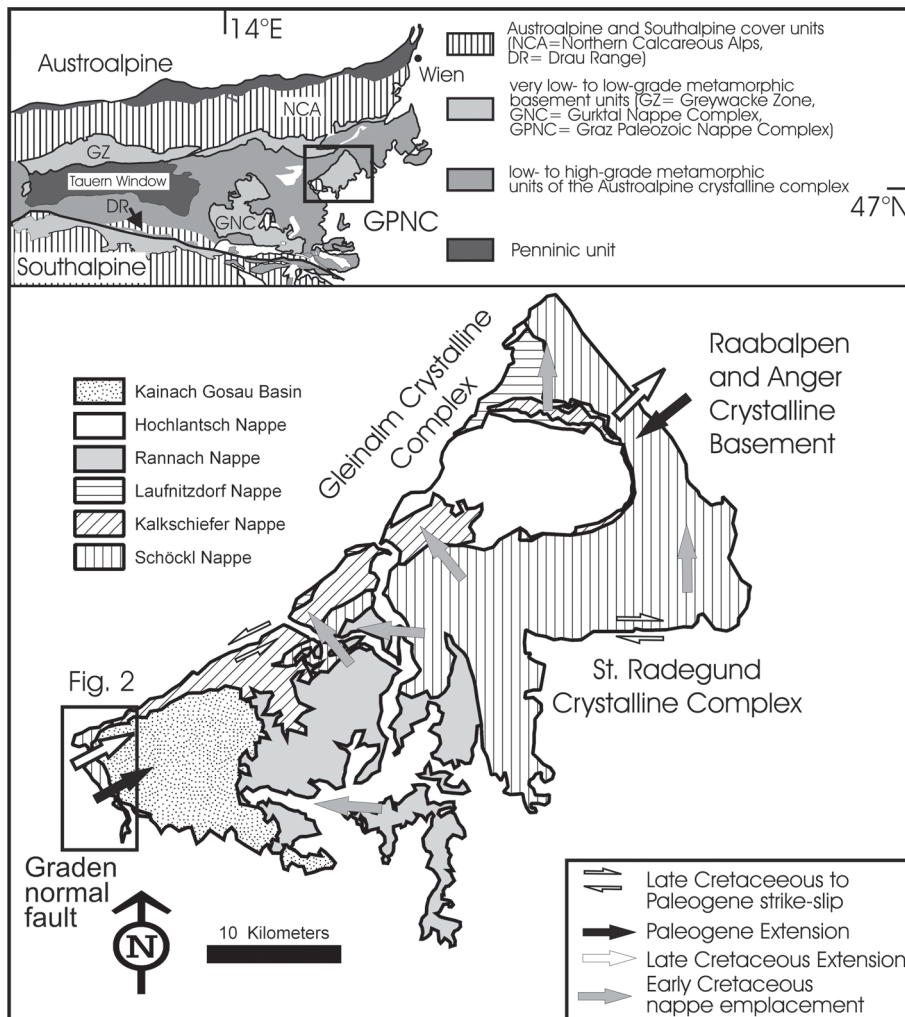 14°E
Austroalpine
Wien
NCA
GZ
Tauern Window
DR
GNC
GPNC
Southalpine
Austroalpine and Southalpine cover units
(NCA=Northern Calcareous Alps,
DR= Drau Range)
very low- to low-grade metamorphic
basement units (GZ= Greywacke Zone,
GNC= Gurktal Nappe Complex,
GPNC= Graz Paleozoic Nappe Complex)
low- to high-grade metamorphic
units of the Austroalpine crystalline complex
47°N
Penninic unit
Kainach Gosau Basin
Hochlantsch Nappe
Rannach Nappe
Laufnitzdorf Nappe
Kalkschiefer Nappe
Schöckl Nappe
Gleinalm Crystalline
Complex
Raabalpen
and Anger
Crystalline
Basement
St. Radegund
Crystalline Complex
Fig. 2
Graden
normal
fault
N
10 Kilometers
Late Cretaceeous to
Paleogene strike-slip
Paleogene Extension
Late Cretaceous Extension
Early Cretaceous
nappe emplacement